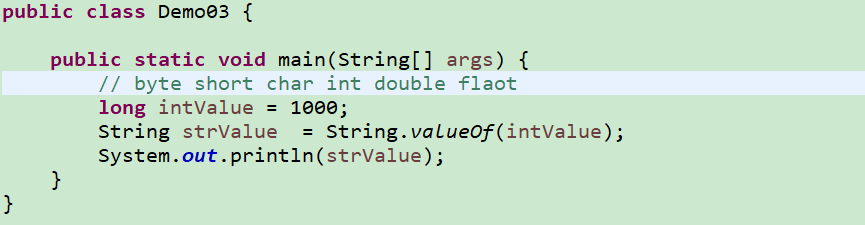 public class Demo03 {
public static void main(String[] args) {
// byte short char int double flaot
long intValue = 1000;
String strValue  = String.valueOf(intValue);
System.out.println(strValue);
}
}